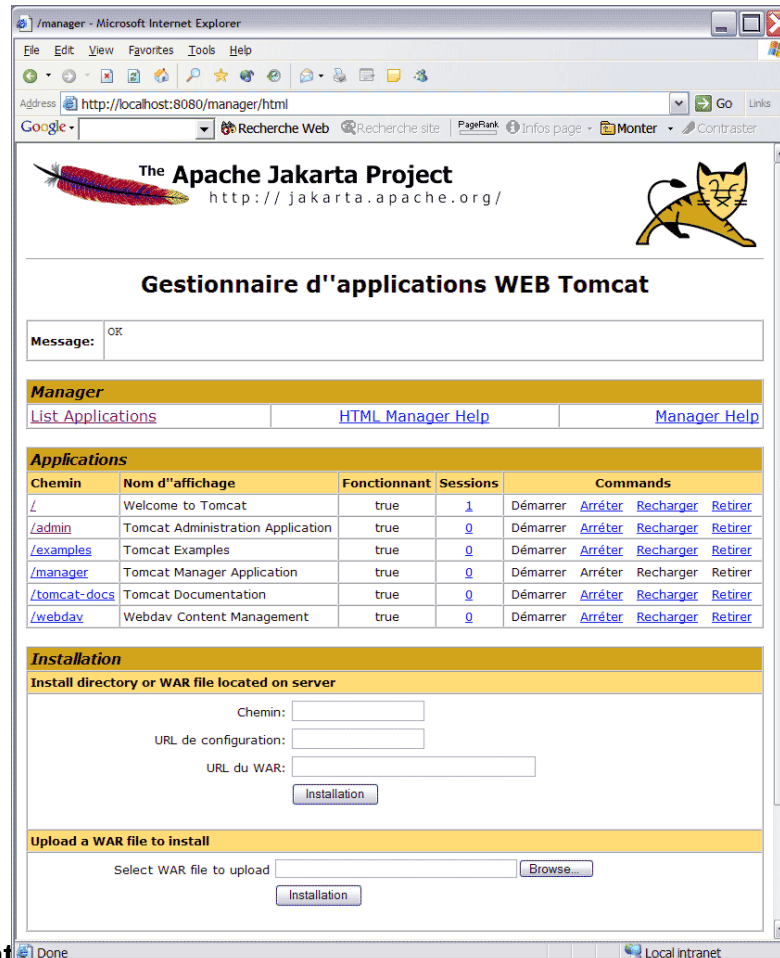 /manager - Microsoft Internet Explorer
File Edit View Favorites Tools Help
Address http://localhost:8080/manager/html Go Links
Google Recherche Web Recherche site PageRank Infos page Monter Contraster
The Apache Jakarta Project
http://jakarta.apache.org/
Gestionnaire d''applications WEB Tomcat
Message: OK
Manager
List Applications HTML Manager Help Manager Help
Applications
Chemin Nom d''affichage Fonctionnant Sessions Commands
/ Welcome to Tomcat true 1 Démarrer Arréter Recharger Retirer
/admin Tomcat Administration Application true 0 Démarrer Arréter Recharger Retirer
/examples Tomcat Examples true 0 Démarrer Arréter Recharger Retirer
/manager Tomcat Manager Application true 0 Démarrer Arréter Recharger Retirer
/tomcat-docs Tomcat Documentation true 0 Démarrer Arréter Recharger Retirer
/webdav Webdav Content Management true 0 Démarrer Arréter Recharger Retirer
Installation
Install directory or WAR file located on server
Chemin:
URL de configuration:
URL du WAR:
Installation
Upload a WAR file to install
Select WAR file to upload Browse...
Installation
Done Local intranet